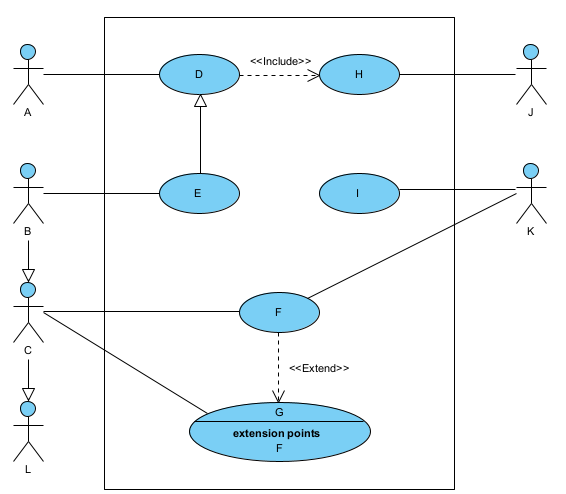 <<Include>>
D
H
A
J
E
I
B
K
F
C
<<Extend>>
G
extension points
F
L